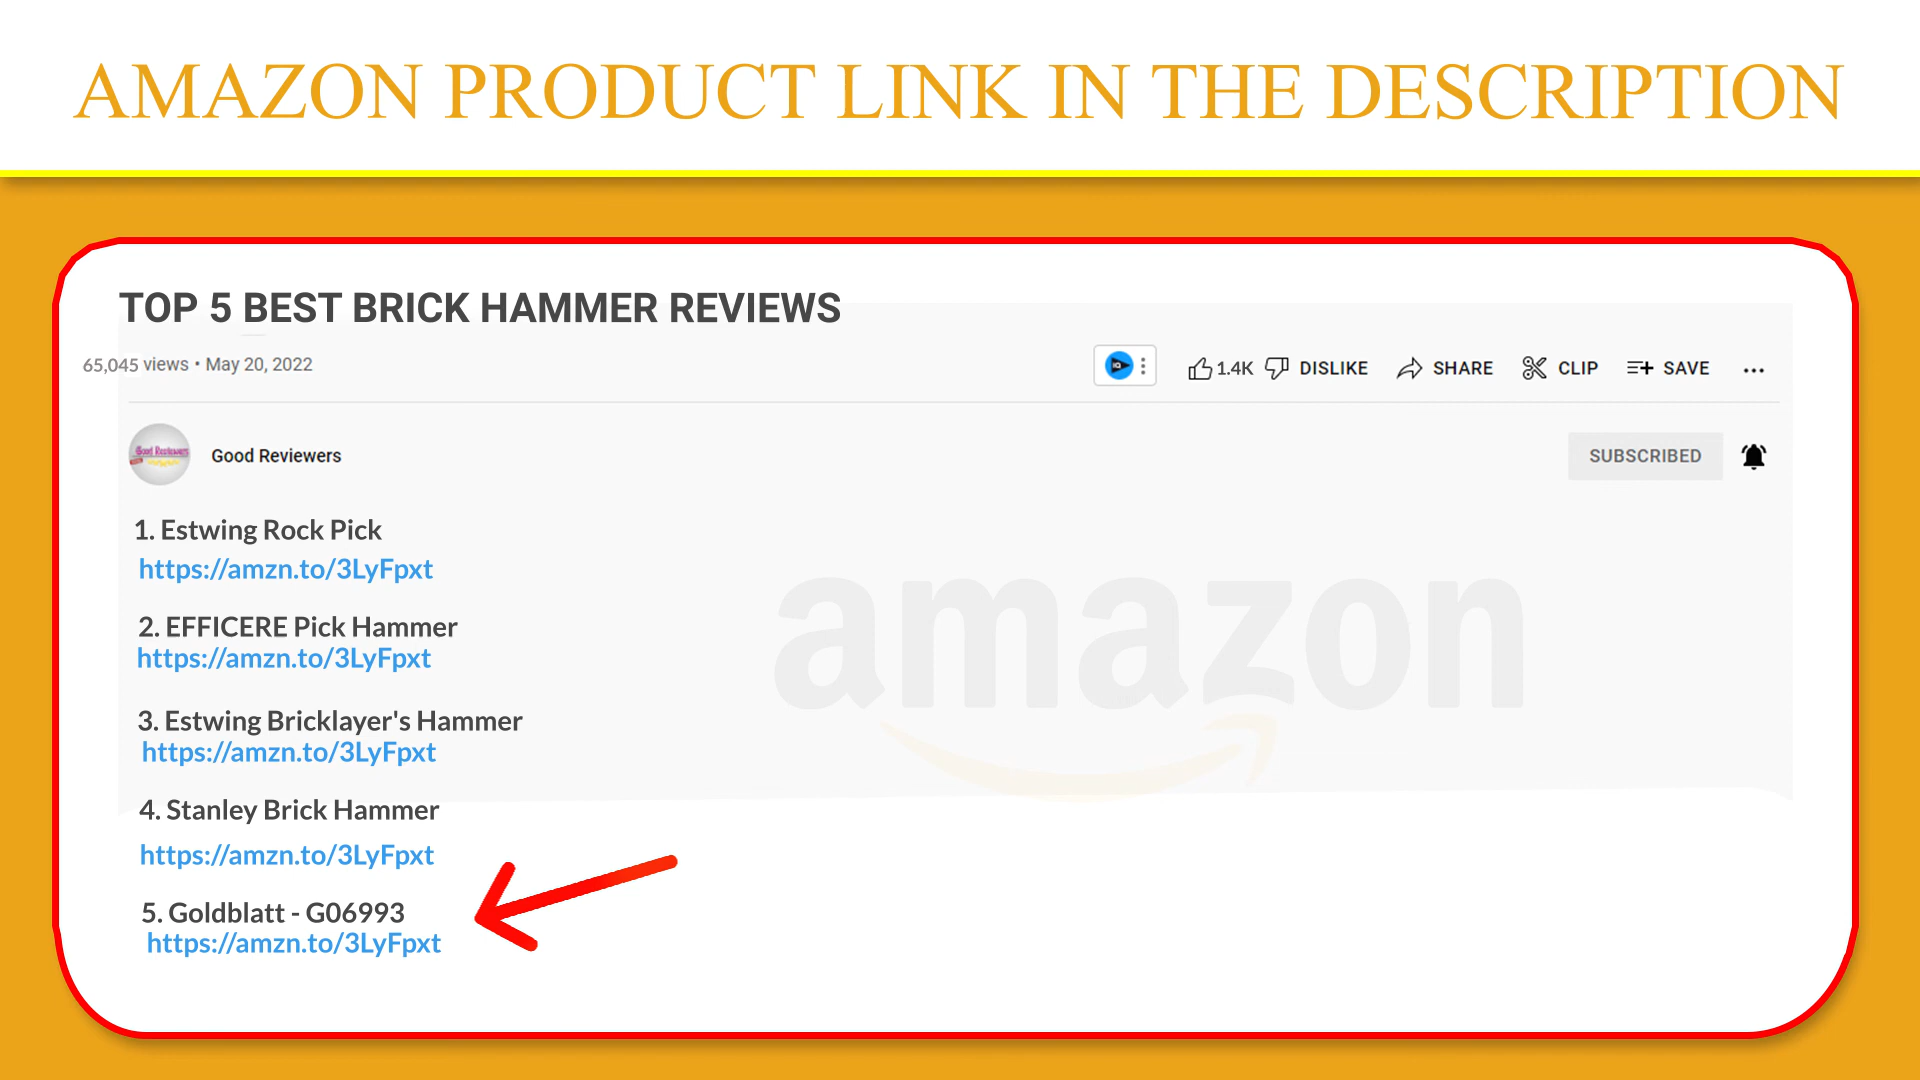 AMAZON PRODUCT LINK IN THE DESCRIPTION
TOP 5 BEST BRICK HAMMER REVIEWS
65,045 views • May 20, 2022
1.4K DISLIKE SHARE CLIP SAVE ...
Good Reviewers
Good Reviewers
SUBSCRIBED
1. Estwing Rock Pick
https://amzn.to/3LyFpxt
2. EFFICERE Pick Hammer
https://amzn.to/3LyFpxt
3. Estwing Bricklayer's Hammer
https://amzn.to/3LyFpxt
4. Stanley Brick Hammer
https://amzn.to/3LyFpxt
5. Goldblatt - G06993
https://amzn.to/3LyFpxt
amazon